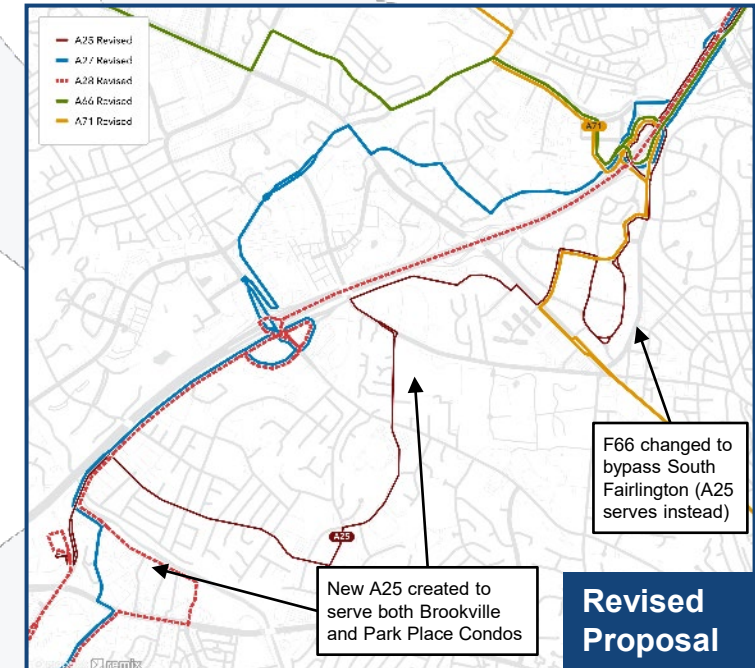 A25 Revised
A27 Revised
A28 Revised
A66 Revised
A71 Revised
A71
F66 changed to
bypass South
Fairlington (A25
serves instead)
A25
New A25 created to
serve both Brookville
and Park Place Condos
Revised
Proposal
remix